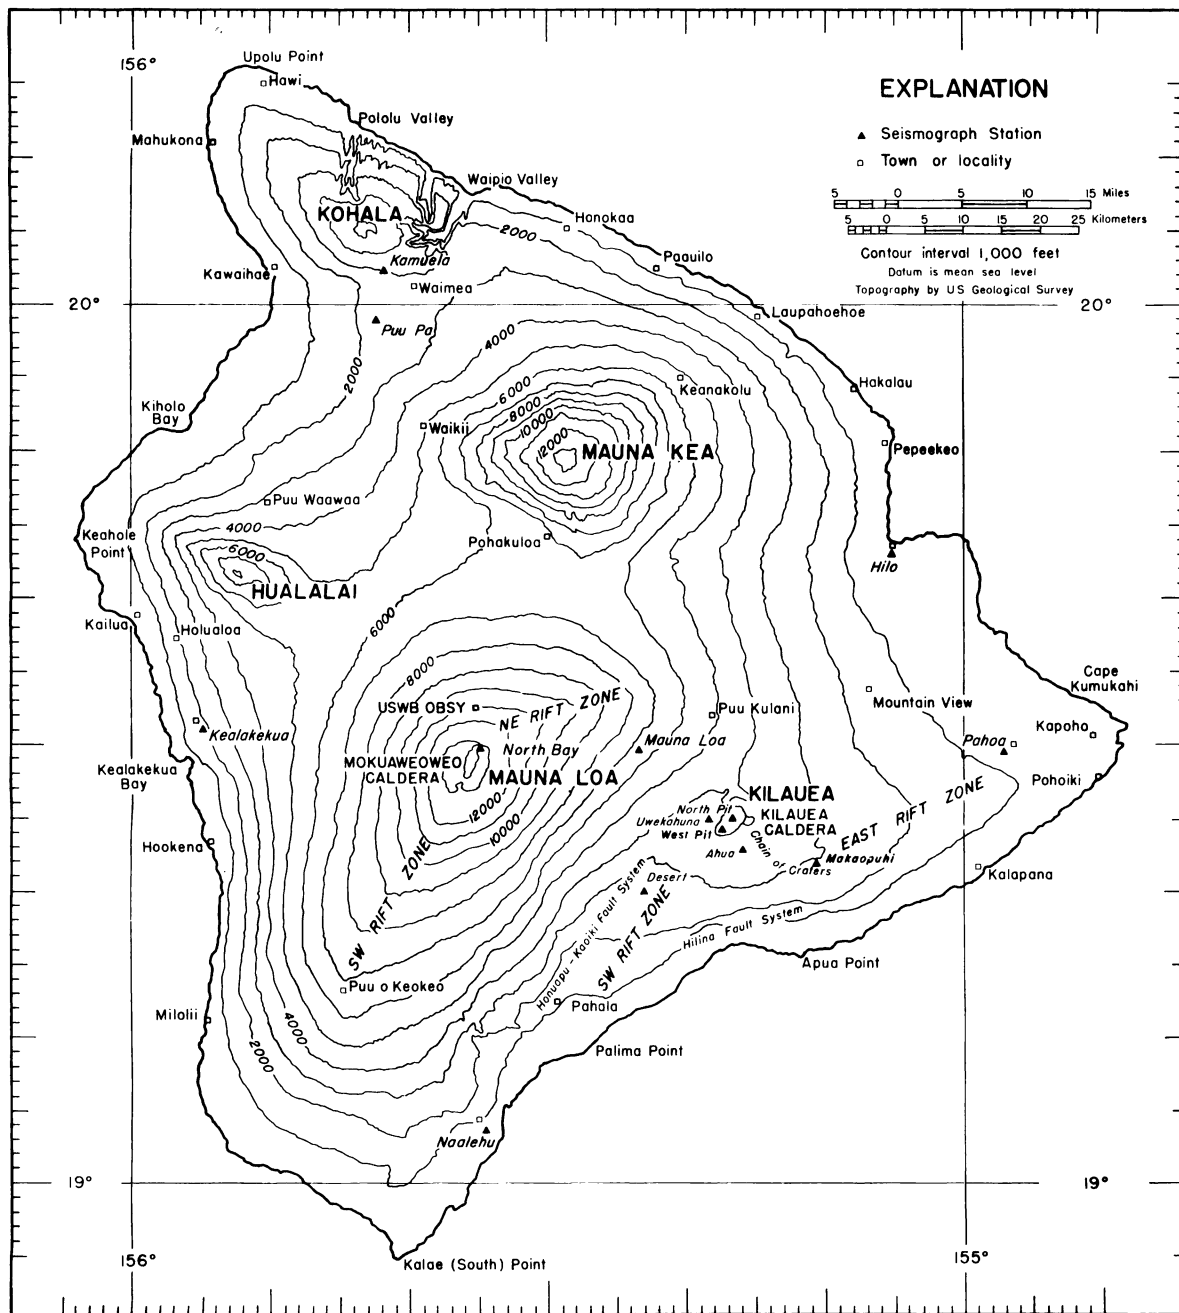 156°
Upolu Point
Hawi
Pololu Valley
Mahukona
Waipio Valley
EXPLANATION
Seismograph Station
Town or locality
5 0 5 10 15 Miles
5 0 5 10 15 20 25 Kilometers
Contour interval 1,000 feet
Datum is mean sea level
Topography by US Geological Survey
KOHALA
Honokaa
2000
Kamuela
Paauilo
Kawaihae
Waimea
20°
20°
Laupahoehoe
Puu Pa
4000
2000
6000
Keanakolu
Hakalau
Kiholo
Bay
8000
10000
Waikii
12000
MAUNA KEA
Pepeekeo
Puu Waawaa
Keahole
Point
4000
Pohakuloa
6000
Hilo
HUALALAI
Kailua
Holualoa
6000
8000
Cape
Kumukahi
USWB OBSY
NE RIFT ZONE
Puu Kulani
Mountain View
Kapoho
Kealakekua
North Bay
Mauna Loa
Pahoa
MOKUAWEOWEO
CALDERA
MAUNA LOA
Kealakekua
Bay
Pohoiki
KILAUEA
North Pit
KILAUEA
CALDERA
Uwekahuna
West Pit
12000
10000
EAST RIFT ZONE
Hookena
Ahua
Chain of Craters
Makaopuhi
Desert
Kalapana
SW RIFT ZONE
Honuapu - Kaoiki Fault System
SW RIFT ZONE
Hilina Fault System
Apua Point
Puu o Keokeo
Pahala
Milolii
4000
2000
Palima Point
Naalehu
19°
19°
156°
155°
Kalae (South) Point